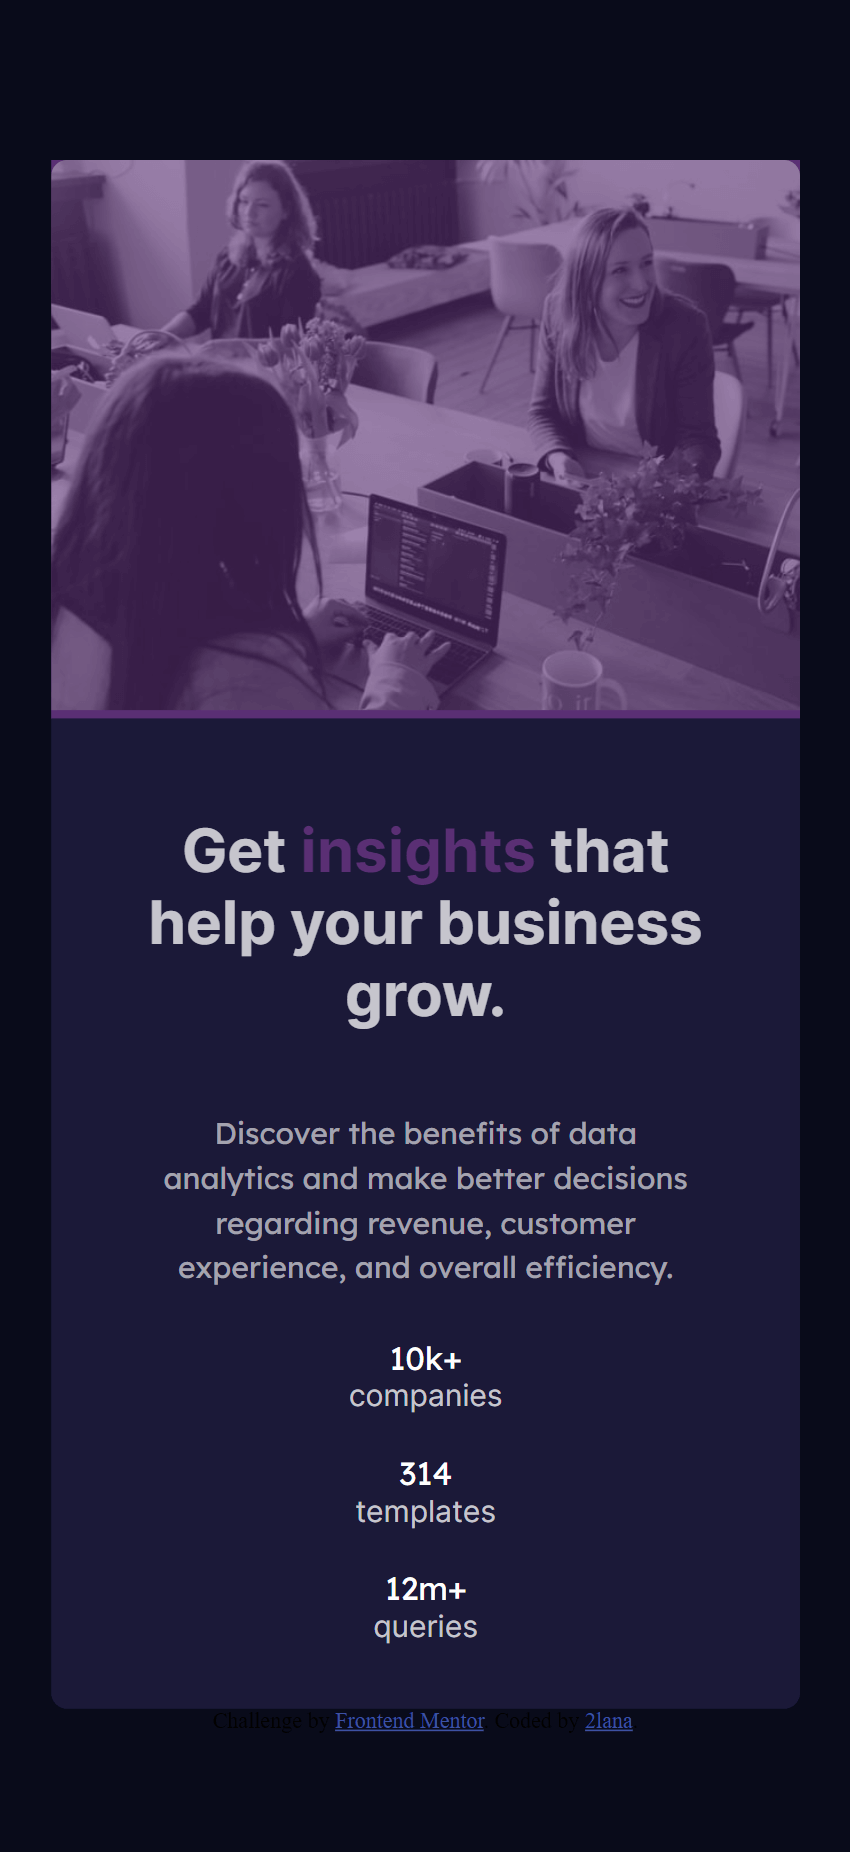 Get insights that
help your business
grow.
Discover the benefits of data
analytics and make better decisions
regarding revenue, customer
experience, and overall efficiency.
10k+
companies
314
templates
12m+
queries
Challenge by Frontend Mentor. Coded by 2lana.